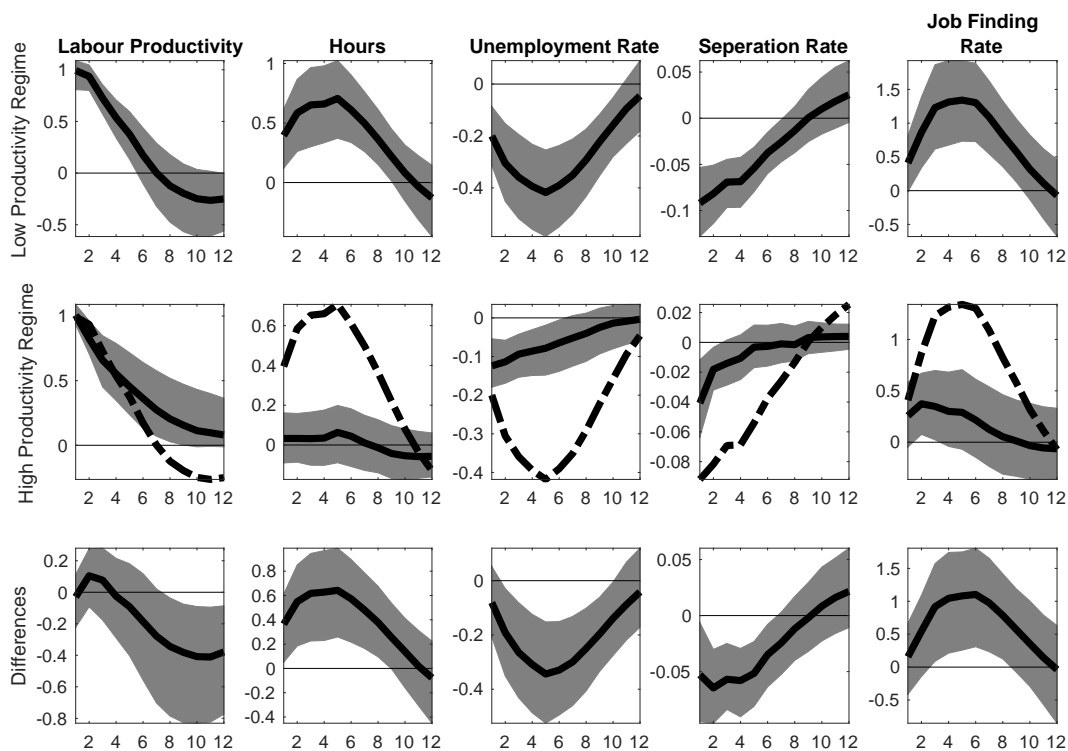 Labour Productivity
Hours
Unemployment Rate
Seperation Rate
Job Finding
Rate
Low Productivity Regime
1
0.5
0
-0.5
2 4 6 8 10 12
1
0.5
0
2 4 6 8 10 12
0
-0.2
-0.4
2 4 6 8 10 12
0.05
0
-0.05
-0.1
2 4 6 8 10 12
1.5
1
0.5
0
-0.5
2 4 6 8 10 12
High Productivity Regime
1
0.5
0
2 4 6 8 10 12
0.6
0.4
0.2
0
2 4 6 8 10 12
0
-0.1
-0.2
-0.3
-0.4
2 4 6 8 10 12
0.02
0
-0.02
-0.04
-0.06
-0.08
2 4 6 8 10 12
1
0.5
0
2 4 6 8 10 12
Differences
0.2
0
-0.2
-0.4
-0.6
-0.8
2 4 6 8 10 12
0.8
0.6
0.4
0.2
0
-0.2
-0.4
2 4 6 8 10 12
0
-0.2
-0.4
2 4 6 8 10 12
0.05
0
-0.05
2 4 6 8 10 12
1.5
1
0.5
0
-0.5
2 4 6 8 10 12